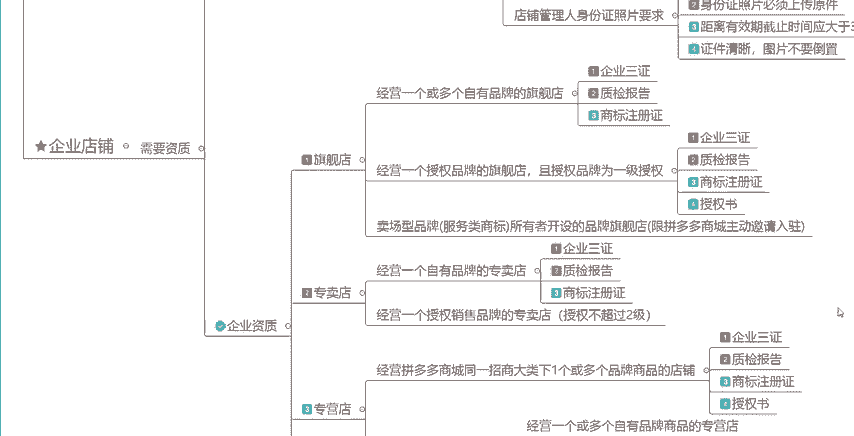 店铺管理人身份证照片要求
2 身份证照片必须上传原件
3 距离有效期截止时间应大于
4 证件清晰，图片不要倒置
企业店铺
需要资质
企业资质
1 旗舰店
经营一个或多个自有品牌的旗舰店
1 企业三证
2 质检报告
3 商标注册证
经营一个授权品牌的旗舰店，且授权品牌为一级授权
1 企业三证
2 质检报告
3 商标注册证
4 授权书
卖场型品牌(服务类商标)所有者开设的品牌旗舰店(限拼多多商城主动邀请入驻)
2 专卖店
经营一个自有品牌的专卖店
1 企业三证
2 质检报告
3 商标注册证
经营一个授权销售品牌的专卖店（授权不超过2级）
3 专营店
经营拼多多商城同一招商大类下1个或多个品牌商品的店铺
1 企业三证
2 质检报告
3 商标注册证
4 授权书
经营一个或多个自有品牌商品的专营店